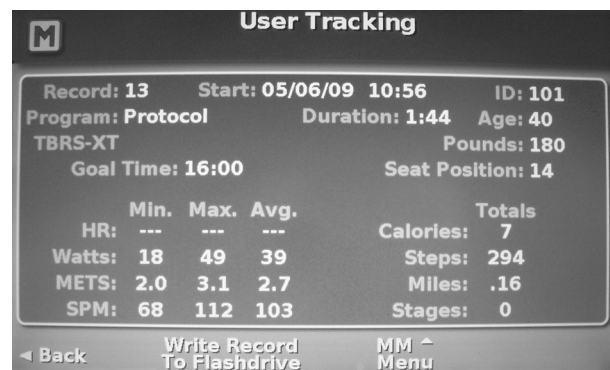 M
User Tracking
Record: 13 Start: 05/06/09 10:56 ID: 101
Program: Protocol Duration: 1:44 Age: 40
TBRS-XT Pounds: 180
Goal Time: 16:00 Seat Position: 14
Min. Max. Avg. Totals
HR: --- --- --- Calories: 7
Watts: 18 49 39 Steps: 294
METS: 2.0 3.1 2.7 Miles: .16
SPM: 68 112 103 Stages: 0
Back Write Record MM
To Flashdrive Menu